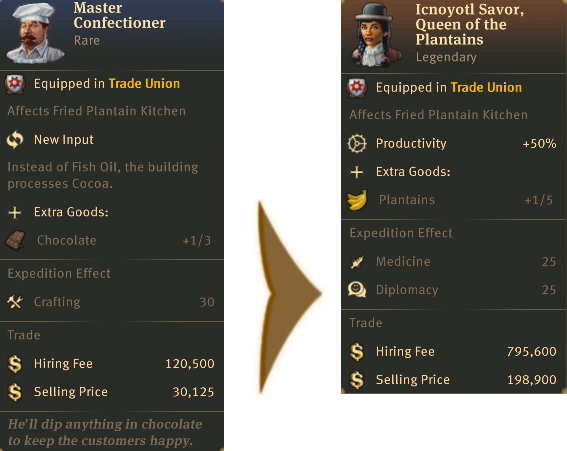 Master
Confectioner
Rare
Equipped in Trade Union
Affects Fried Plantain Kitchen
New Input
Instead of Fish Oil, the building
processes Cocoa.
Extra Goods:
Chocolate +1/3
Expedition Effect
Crafting 30
Trade
Hiring Fee 120,500
Selling Price 30,125
He'll dip anything in chocolate
to keep the customers happy.
Icnoyotl Savor,
Queen of the
Plantains
Legendary
Equipped in Trade Union
Affects Fried Plantain Kitchen
Productivity +50%
Extra Goods:
Plantains +1/5
Expedition Effect
Medicine 25
Diplomacy 25
Trade
Hiring Fee 795,600
Selling Price 198,900